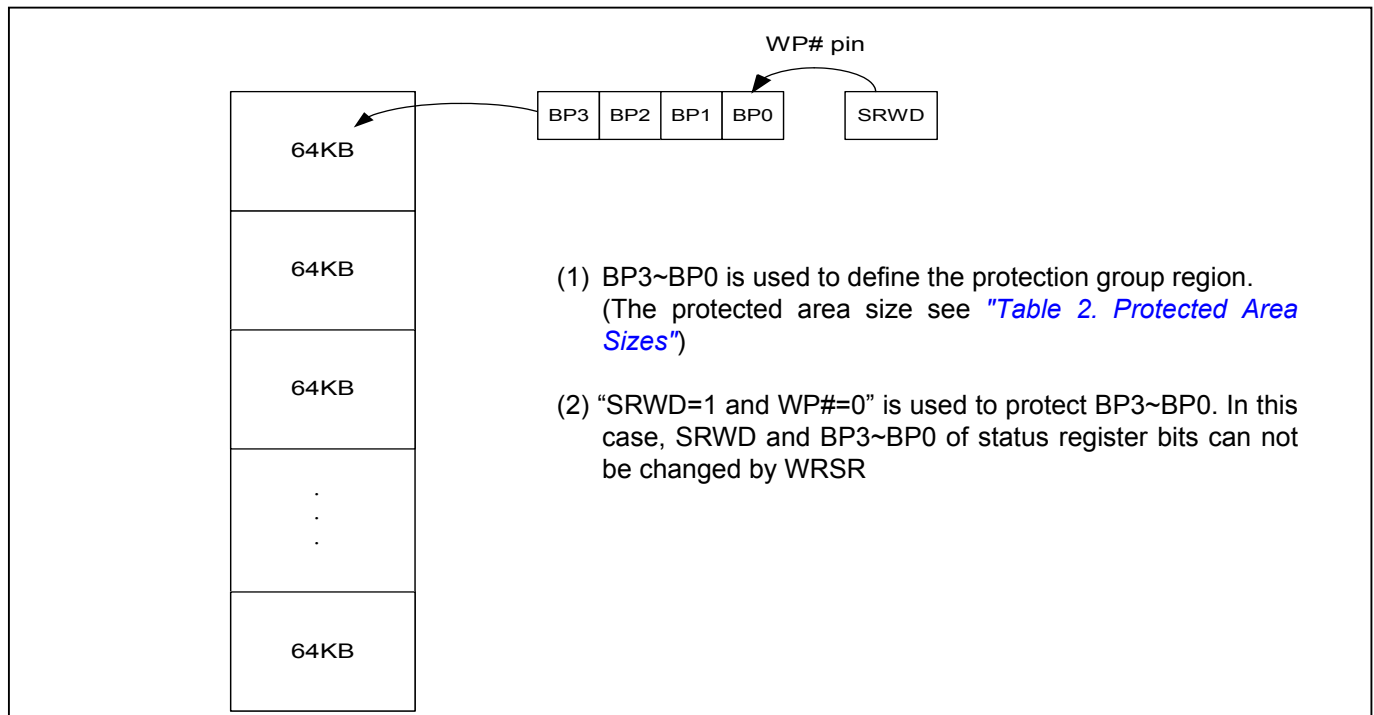 WP# pin
BP3 BP2 BP1 BP0 SRWD
64KB
64KB
(1) BP3~BP0 is used to define the protection group region.
(The protected area size see "Table 2. Protected Area
Sizes")
64KB
(2) “SRWD=1 and WP#=0” is used to protect BP3~BP0. In this
case, SRWD and BP3~BP0 of status register bits can not
be changed by WRSR
.
.
.
64KB